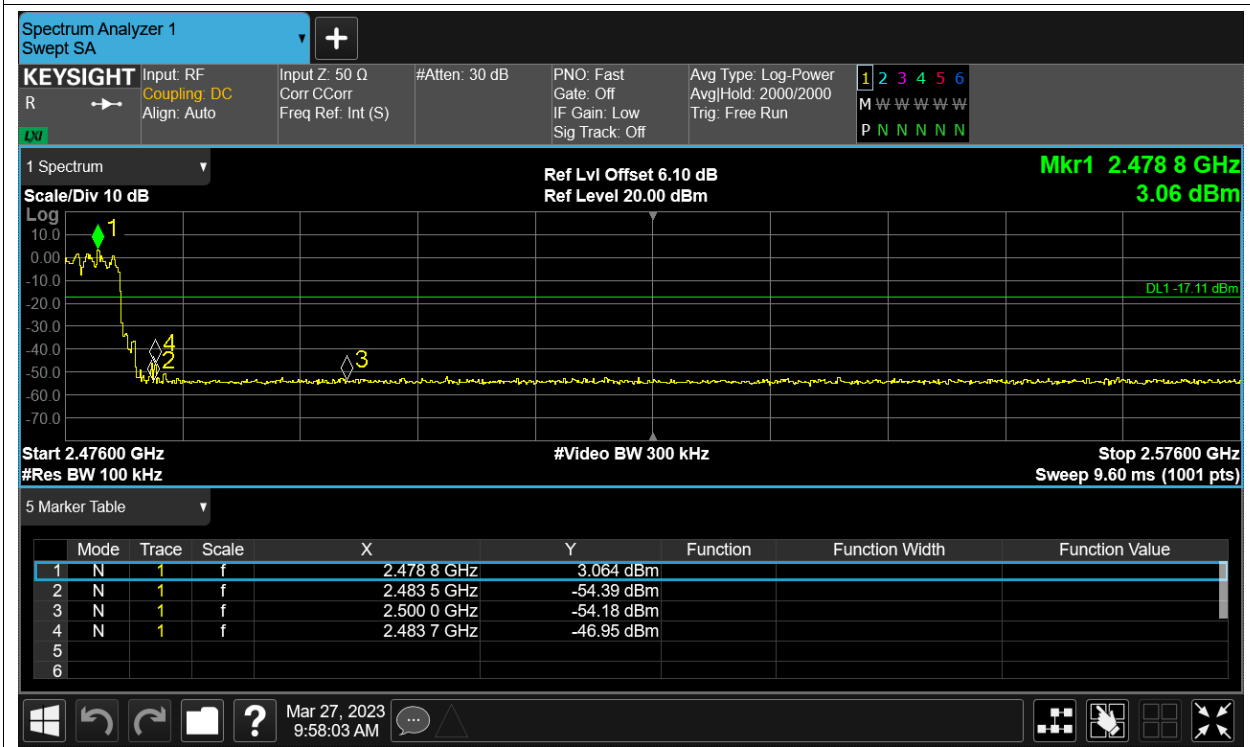 Spectrum Analyzer 1
Swept SA
+
KEYSIGHT Input: RF Input Z: 50 Ω #Atten: 30 dB PNO: Fast Avg Type: Log-Power 1 2 3 4 5 6
R Coupling: DC Corr CCorr Gate: Off Avg|Hold: 2000/2000 M W W W W W
Align: Auto Freq Ref: Int (S) IF Gain: Low Trig: Free Run
LXI Sig Track: Off P N N N N N
1 Spectrum Ref Lvl Offset 6.10 dB Mkr1 2.478 8 GHz
Scale/Div 10 dB Ref Level 20.00 dBm 3.06 dBm
Log
10.0 1
0.00
-10.0
DL1 -17.11 dBm
-20.0
-30.0
-40.0 4
2 3
-50.0
-60.0
-70.0
Start 2.47600 GHz #Video BW 300 kHz Stop 2.57600 GHz
#Res BW 100 kHz Sweep 9.60 ms (1001 pts)
5 Marker Table
Mode Trace Scale X Y Function Function Width Function Value
1 N 1 f 2.478 8 GHz 3.064 dBm
2 N 1 f 2.483 5 GHz -54.39 dBm
3 N 1 f 2.500 0 GHz -54.18 dBm
4 N 1 f 2.483 7 GHz -46.95 dBm
5
6
? Mar 27, 2023
9:58:03 AM